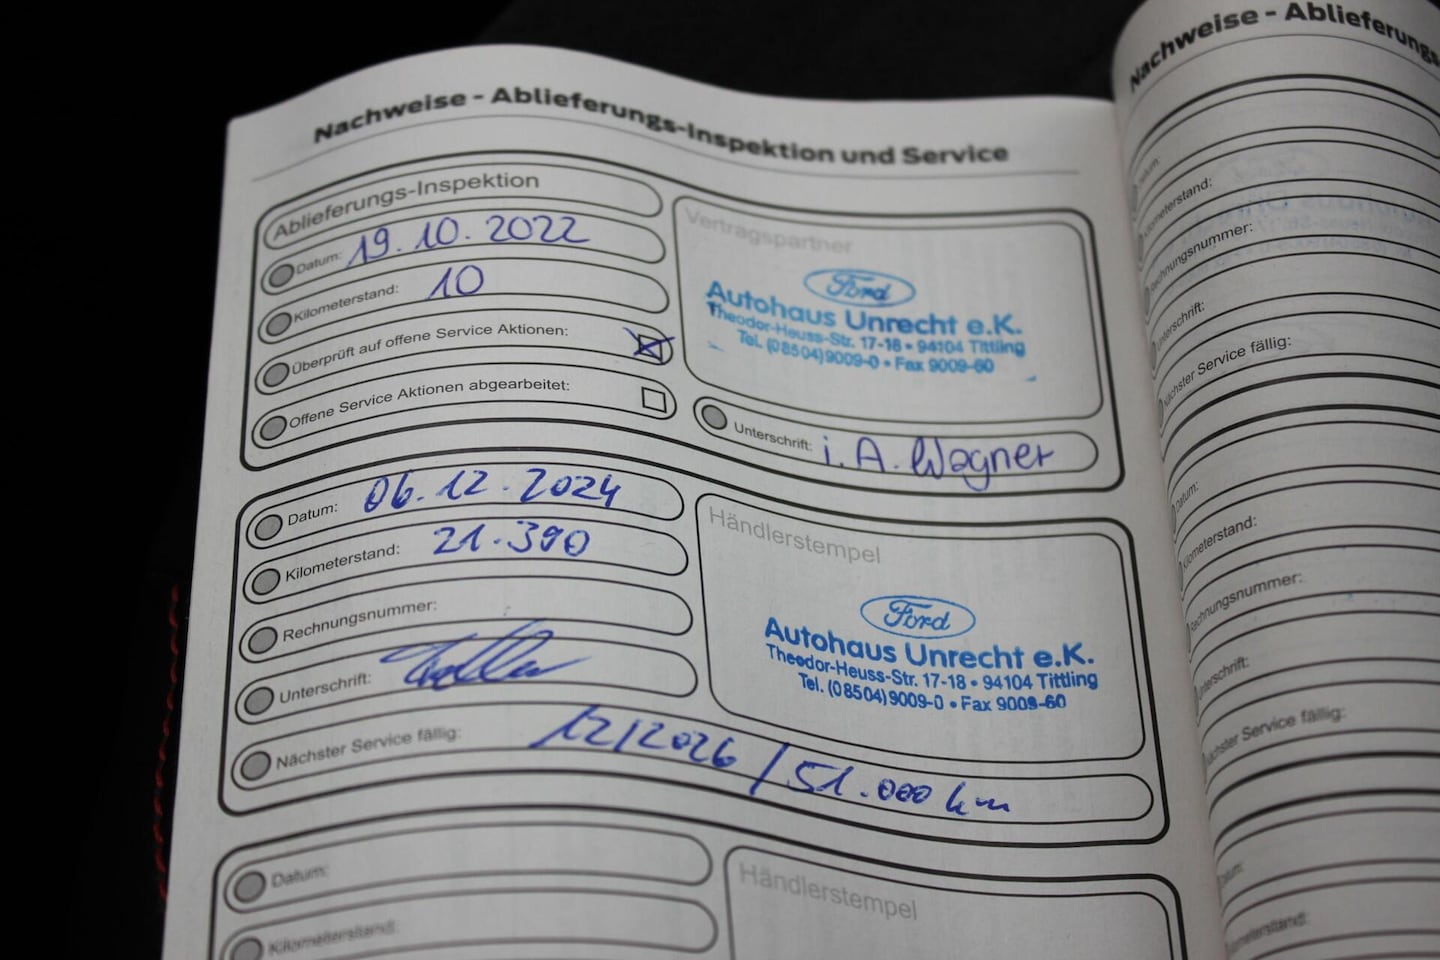 Nachweise - Ablieferungs-Inspektion und Service
Ablieferungs-Inspektion
Datum: 19.10.2022
Kilometerstand: 10
Überprüft auf offene Service Aktionen:
Offene Service Aktionen abgearbeitet:
Vertragspartner
Ford
Autohaus Unrecht e.K.
Theodor-Heuss-Str. 17-18 • 94104 Tittling
Tel. (08504)9009-0 • Fax 9009-60
Unterschrift: i. A. Wagner
Datum: 06.12.2024
Kilometerstand: 21.390
Rechnungsnummer:
Unterschrift:
Nächster Service fällig: 12/2026 / 51.000 km
Händlerstempel
Ford
Autohaus Unrecht e.K.
Theodor-Heuss-Str. 17-18 • 94104 Tittling
Tel. (08504)9009-0 • Fax 9009-60
Datum:
Kilometerstand:
Händlerstempel
Nachweise - Ablieferungs-
Datum:
Kilometerstand:
Rechnungsnummer:
Unterschrift:
Nächster Service fällig:
Datum:
Kilometerstand:
Rechnungsnummer:
Unterschrift:
Nächster Service fällig:
Datum:
Kilometerstand: